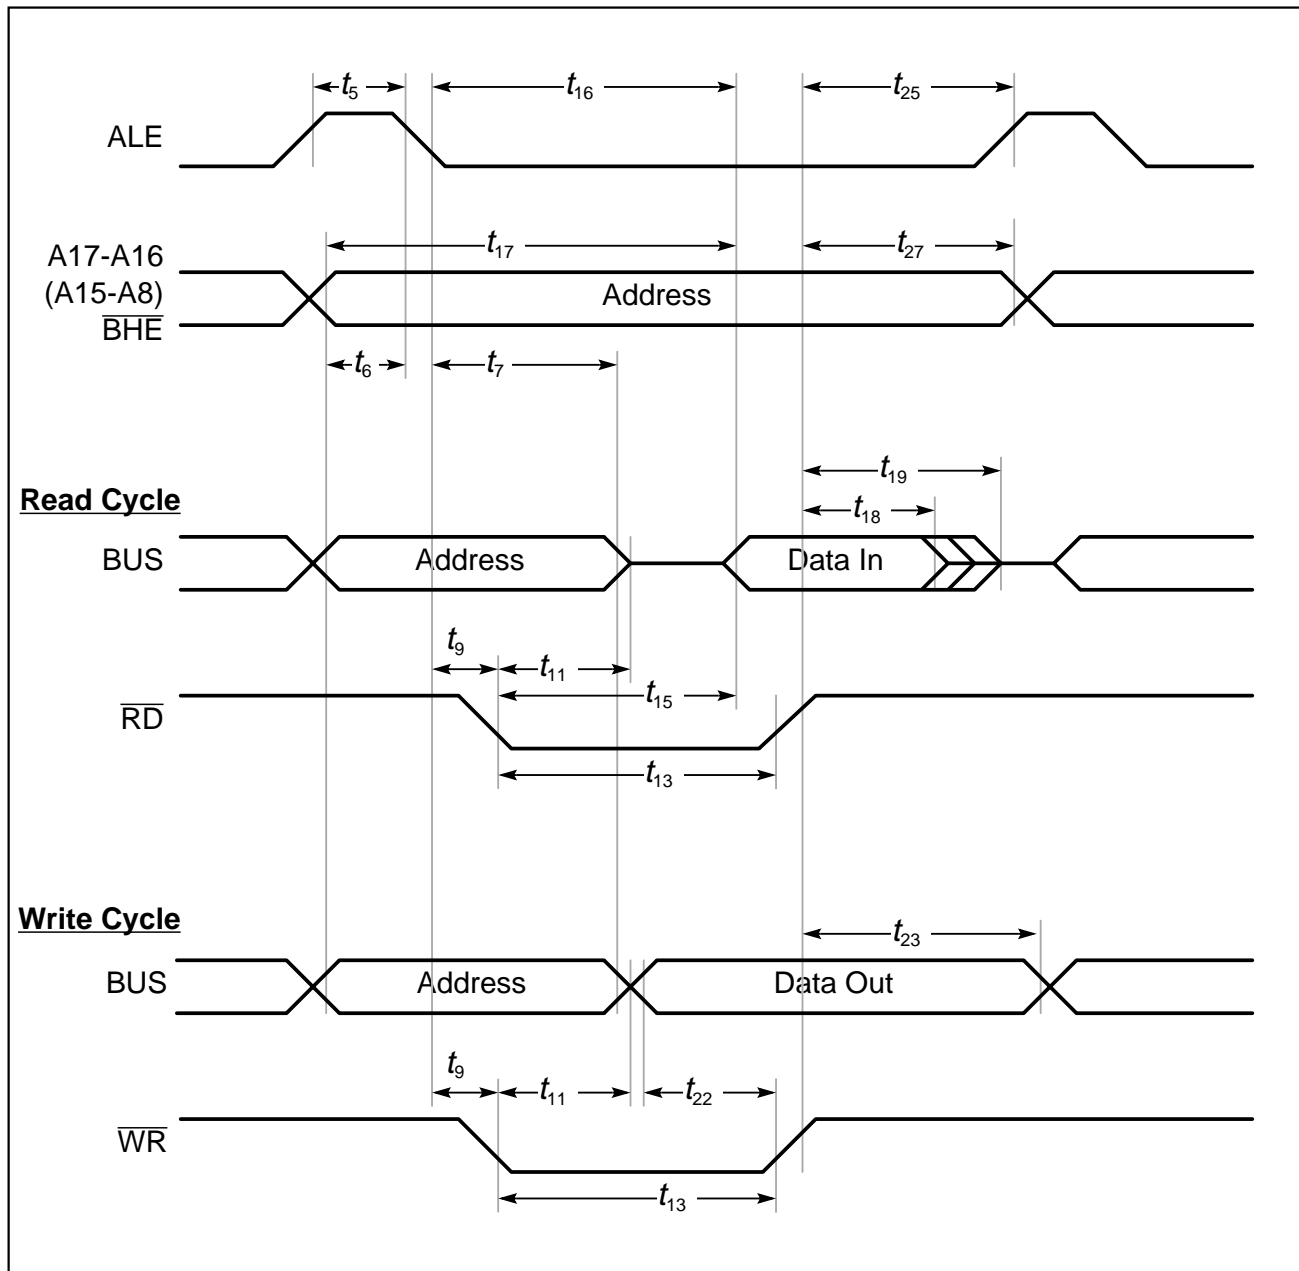 t5
t16
t25
ALE
t17
t27
A17-A16
(A15-A8)
BHE
Address
t6
t7
t19
Read Cycle
t18
BUS
Address
Data In
t9
t11
t15
RD
t13
Write Cycle
t23
BUS
Address
Data Out
t9
t11
t22
WR
t13